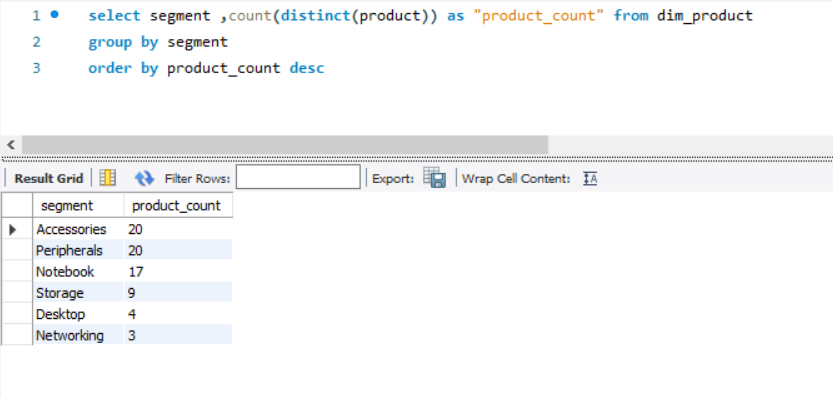 1 select segment ,count(distinct(product)) as "product_count" from dim_product
2 group by segment
3 order by product_count desc
Result Grid Filter Rows: Export: Wrap Cell Content: IA
segment product_count
Accessories 20
Peripherals 20
Notebook 17
Storage 9
Desktop 4
Networking 3